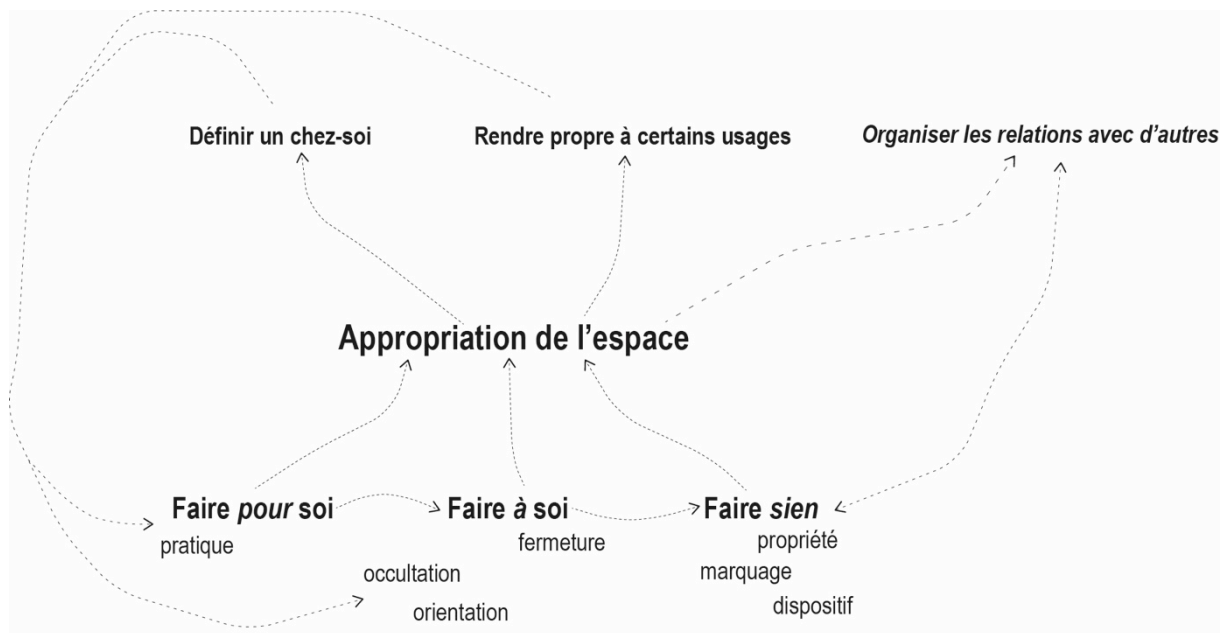 Définir un chez-soi
Rendre propre à certains usages
Organiser les relations avec d'autres
Appropriation de l'espace
Faire pour soi
pratique
Faire à soi
fermeture
occultation
orientation
Faire sien
propriété
marquage
dispositif